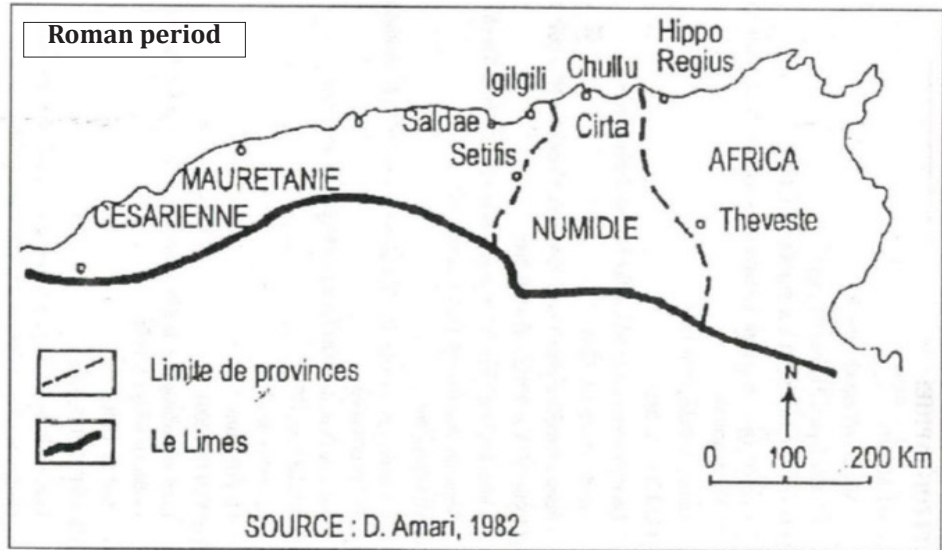 Roman period
Hippo
Regius
Chullu
Igilgili
Saldae
Cirta
Setifis
AFRICA
MAURETANIE
CESARIENNE
NUMIDIE
Theveste
Limite de provinces
Le Limes
N
0 100 200 Km
SOURCE : D. Amari, 1982